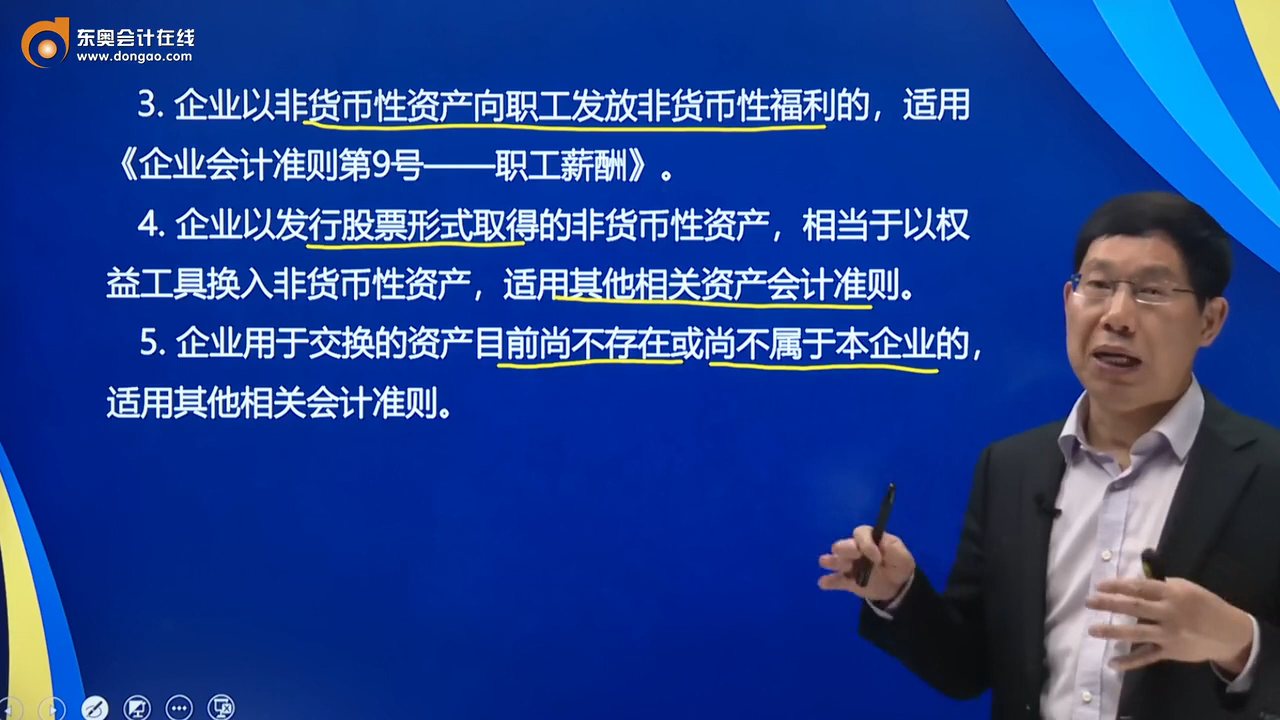 东奥会计在线
www.dongao.com
3. 企业以非货币性资产向职工发放非货币性福利的，适用
《企业会计准则第9号——职工薪酬》。
4. 企业以发行股票形式取得的非货币性资产，相当于以权
益工具换入非货币性资产，适用其他相关资产会计准则。
5. 企业用于交换的资产目前尚不存在或尚不属于本企业的，
适用其他相关会计准则。